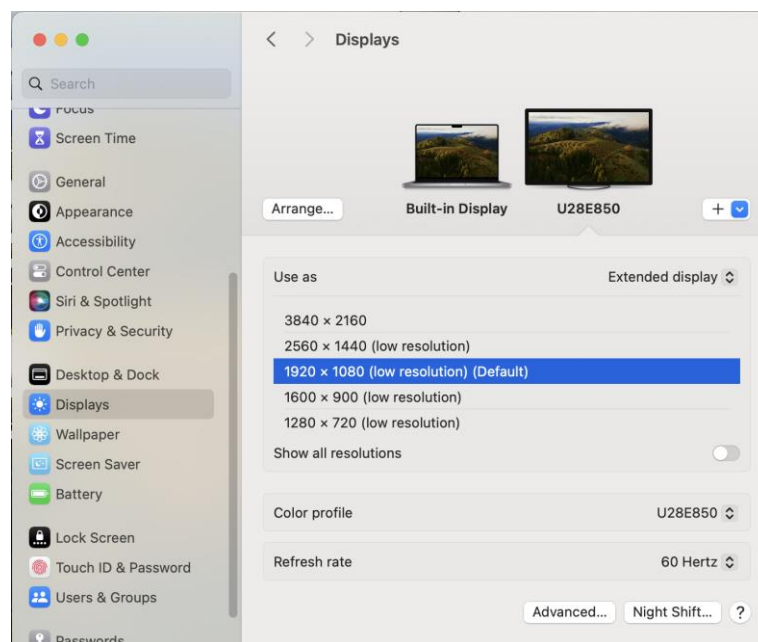 Search
Focus
Screen Time
General
Appearance
Accessibility
Control Center
Siri & Spotlight
Privacy & Security
Desktop & Dock
Displays
Wallpaper
Screen Saver
Battery
Lock Screen
Touch ID & Password
Users & Groups
Passwords
Displays
Arrange...
Built-in Display
U28E850
Use as
Extended display
3840 × 2160
2560 × 1440 (low resolution)
1920 × 1080 (low resolution) (Default)
1600 × 900 (low resolution)
1280 × 720 (low resolution)
Show all resolutions
Color profile
U28E850
Refresh rate
60 Hertz
Advanced...
Night Shift...
?